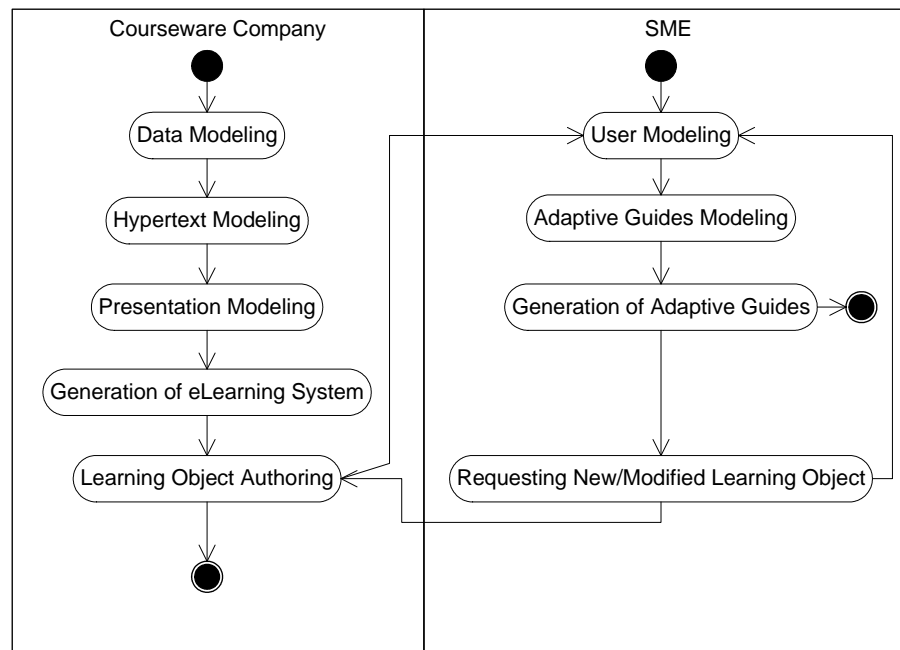 Courseware Company
Data Modeling
Hypertext Modeling
Presentation Modeling
Generation of eLearning System
Learning Object Authoring
SME
User Modeling
Adaptive Guides Modeling
Generation of Adaptive Guides
Requesting New/Modified Learning Object